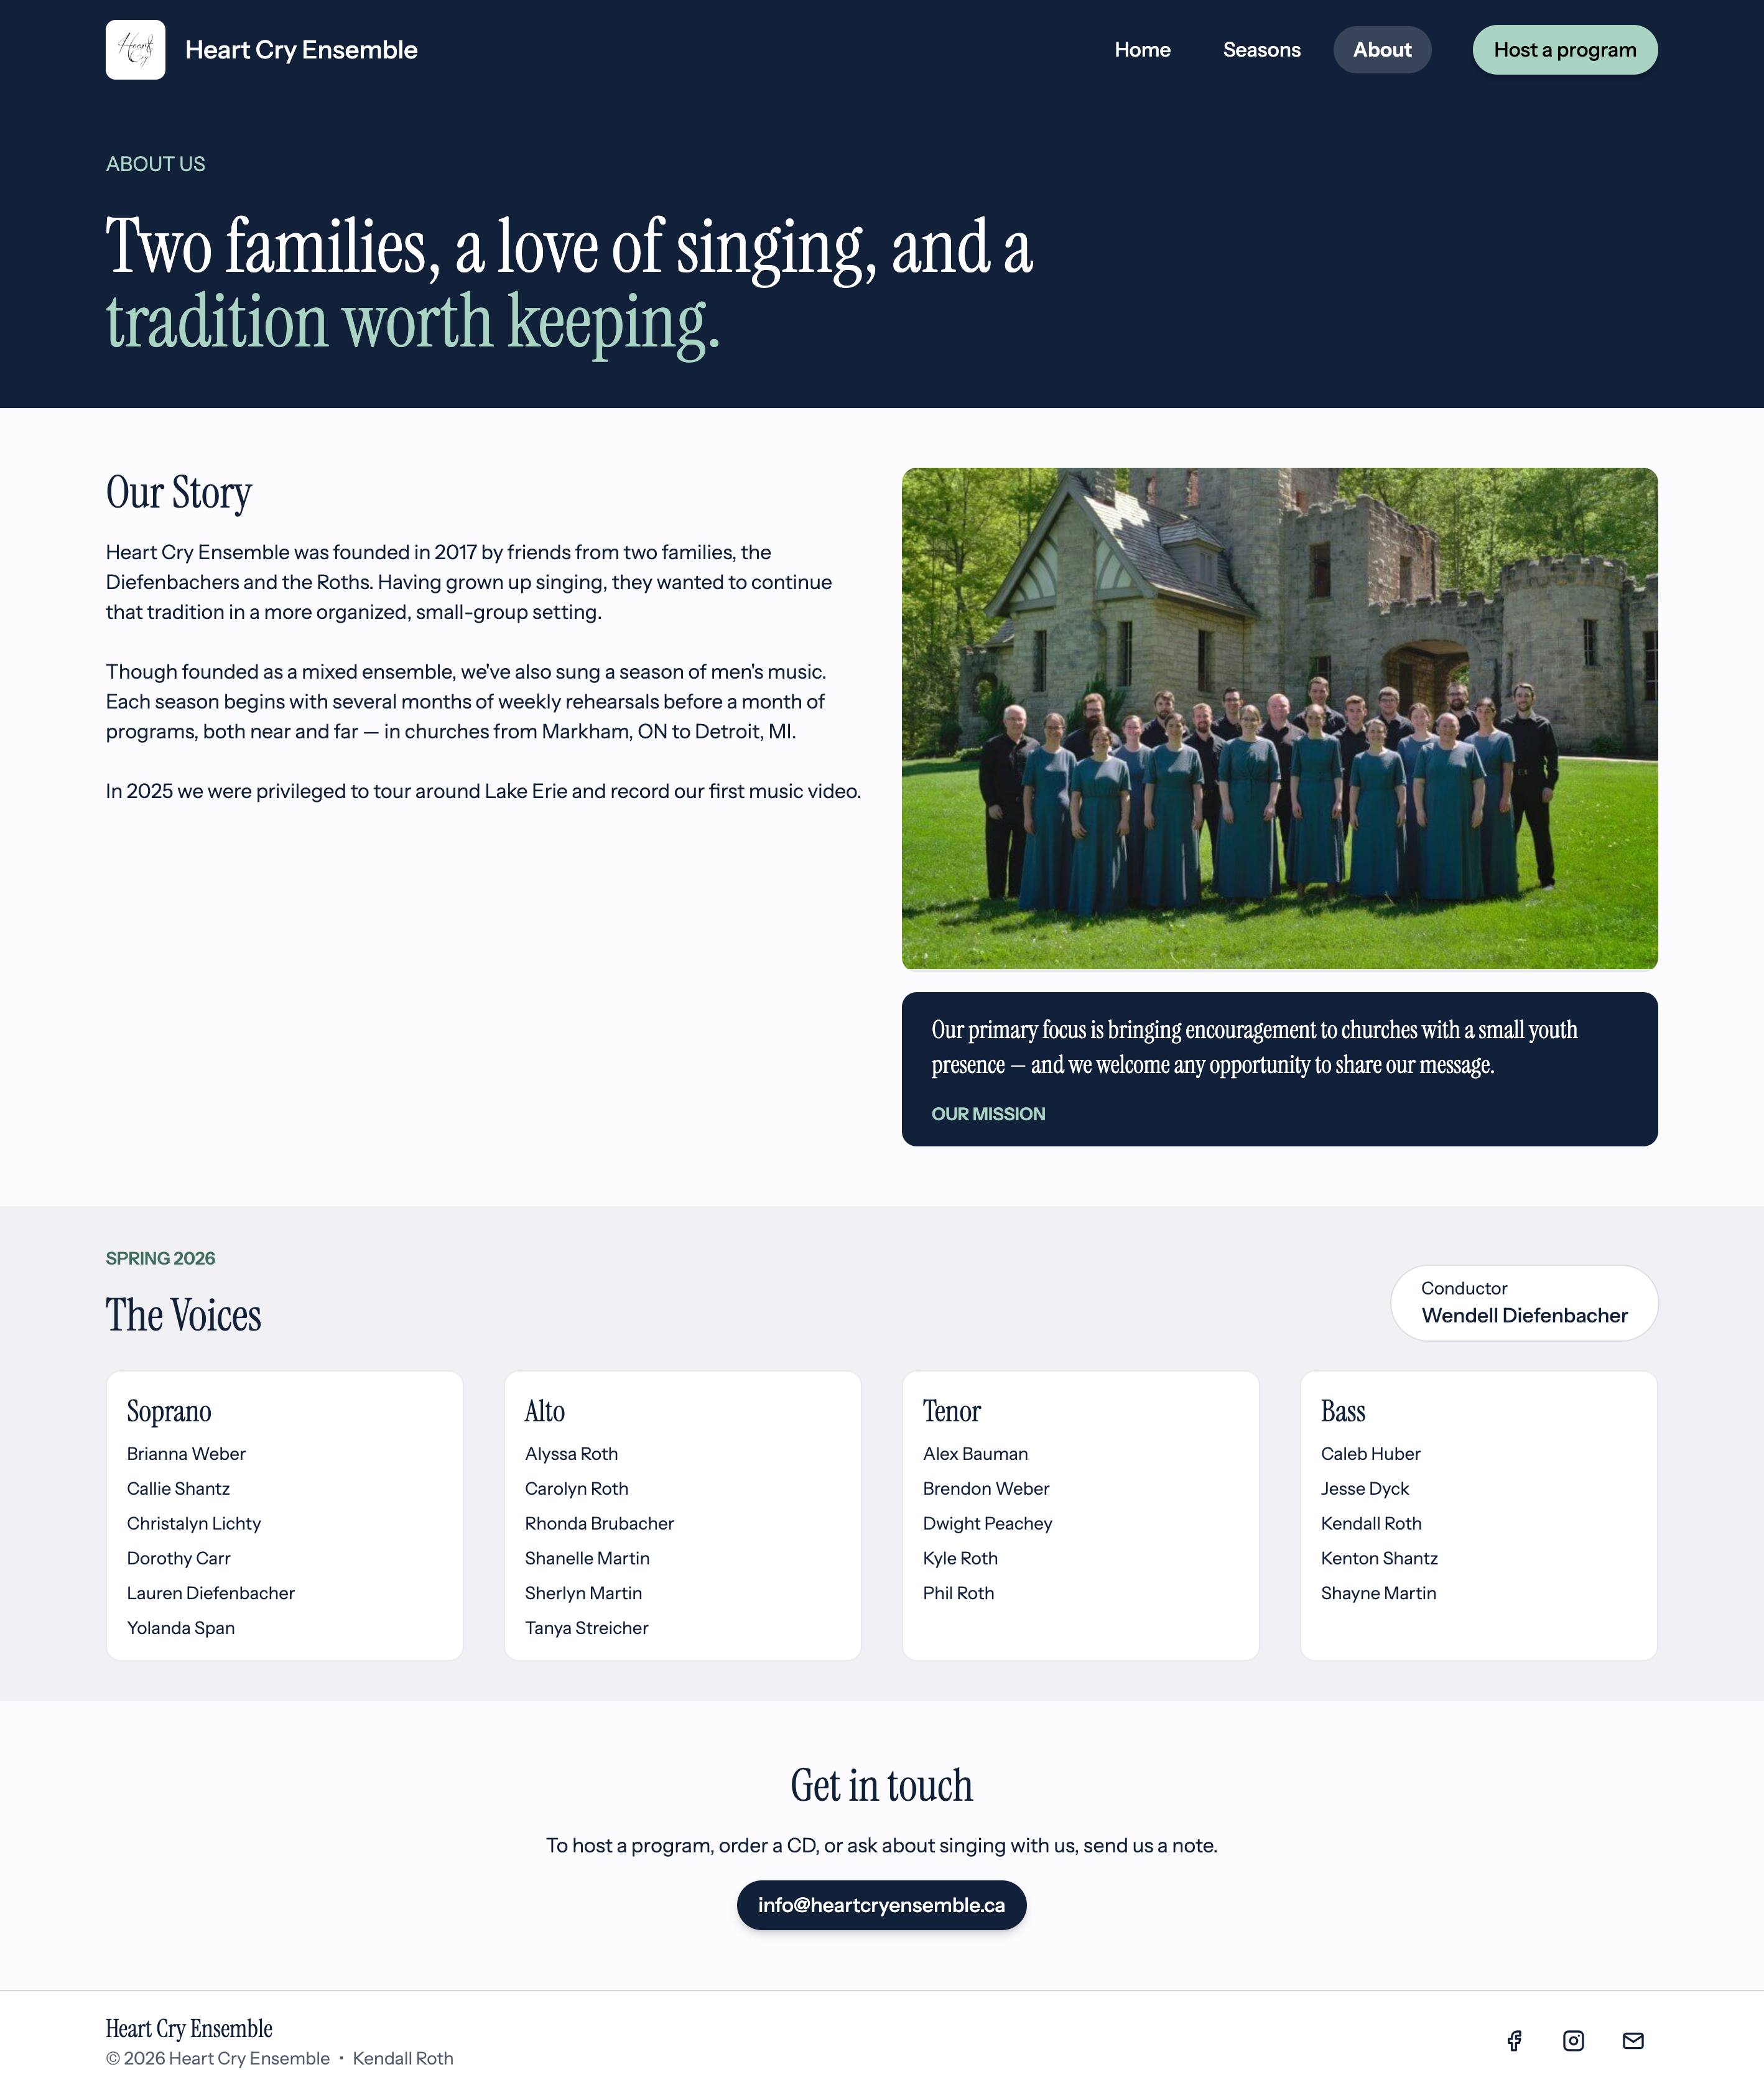 Heart Cry
Heart Cry Ensemble
Home
Seasons
About
Host a program
ABOUT US
Two families, a love of singing, and a
tradition worth keeping.
Our Story
Heart Cry Ensemble was founded in 2017 by friends from two families, the
Diefenbachers and the Roths. Having grown up singing, they wanted to continue
that tradition in a more organized, small-group setting.
Though founded as a mixed ensemble, we've also sung a season of men's music.
Each season begins with several months of weekly rehearsals before a month of
programs, both near and far — in churches from Markham, ON to Detroit, MI.
In 2025 we were privileged to tour around Lake Erie and record our first music video.
Our primary focus is bringing encouragement to churches with a small youth
presence — and we welcome any opportunity to share our message.
OUR MISSION
SPRING 2026
The Voices
Conductor
Wendell Diefenbacher
Soprano
Brianna Weber
Callie Shantz
Christalyn Lichty
Dorothy Carr
Lauren Diefenbacher
Yolanda Span
Alto
Alyssa Roth
Carolyn Roth
Rhonda Brubacher
Shanelle Martin
Sherlyn Martin
Tanya Streicher
Tenor
Alex Bauman
Brendon Weber
Dwight Peachey
Kyle Roth
Phil Roth
Bass
Caleb Huber
Jesse Dyck
Kendall Roth
Kenton Shantz
Shayne Martin
Get in touch
To host a program, order a CD, or ask about singing with us, send us a note.
info@heartcryensemble.ca
Heart Cry Ensemble
© 2026 Heart Cry Ensemble • Kendall Roth